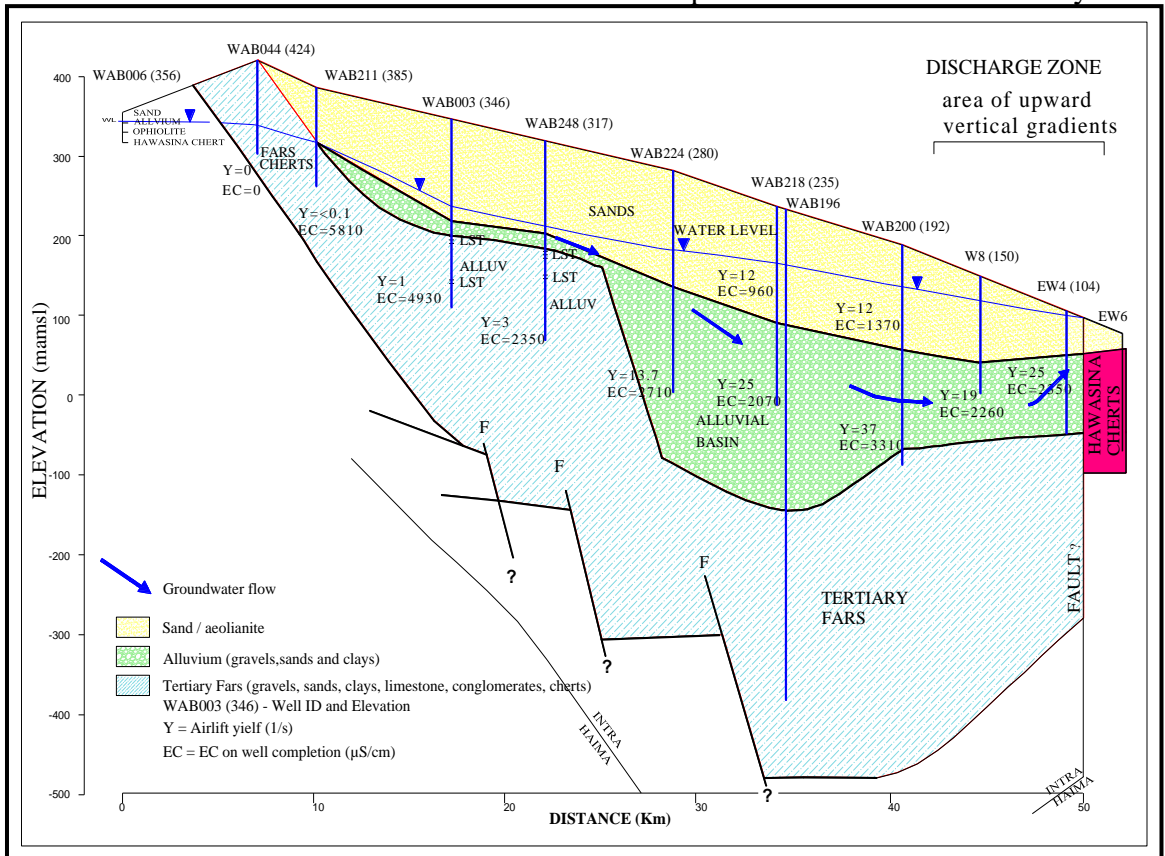 WAB044 (424)
WAB006 (356)
WAB211 (385)
WAB003 (346)
WAB248 (317)
WAB224 (280)
WAB218 (235)
WAB196
WAB200 (192)
W8 (150)
EW4 (104)
EW6
DISCHARGE ZONE
area of upward
vertical gradients
ELEVATION (mamsl)
400
300
200
100
0
-100
-200
-300
-400
-500
WL
SAND
ALLVIUM
OPHIOLITE
HAWASINA CHERT
FARS
CHERTS
Y=0
EC=0
Y=<0.1
EC=5810
Y=1
EC=4930
LST
ALLUV
LST
Y=3
EC=2350
LST
LST
ALLUV
SANDS
WATER LEVEL
Y=12
EC=960
Y=12
EC=1370
Y=13.7
EC=2710
Y=25
EC=2070
ALLUVIAL
BASIN
Y=37
EC=3310
Y=19
EC=2260
Y=25
EC=2350
HAWASINA
CHERTS
F
F
F
?
?
?
TERTIARY
FARS
FAULT ?
INTRA
HAIMA
INTRA
HAIMA
Groundwater flow
Sand / aeolianite
Alluvium (gravels,sands and clays)
Tertiary Fars (gravels, sands, clays, limestone, conglomerates, cherts)
WAB003 (346) - Well ID and Elevation
Y = Airlift yielf (1/s)
EC = EC on well completion (µS/cm)
0
10
20
30
40
50
DISTANCE (Km)